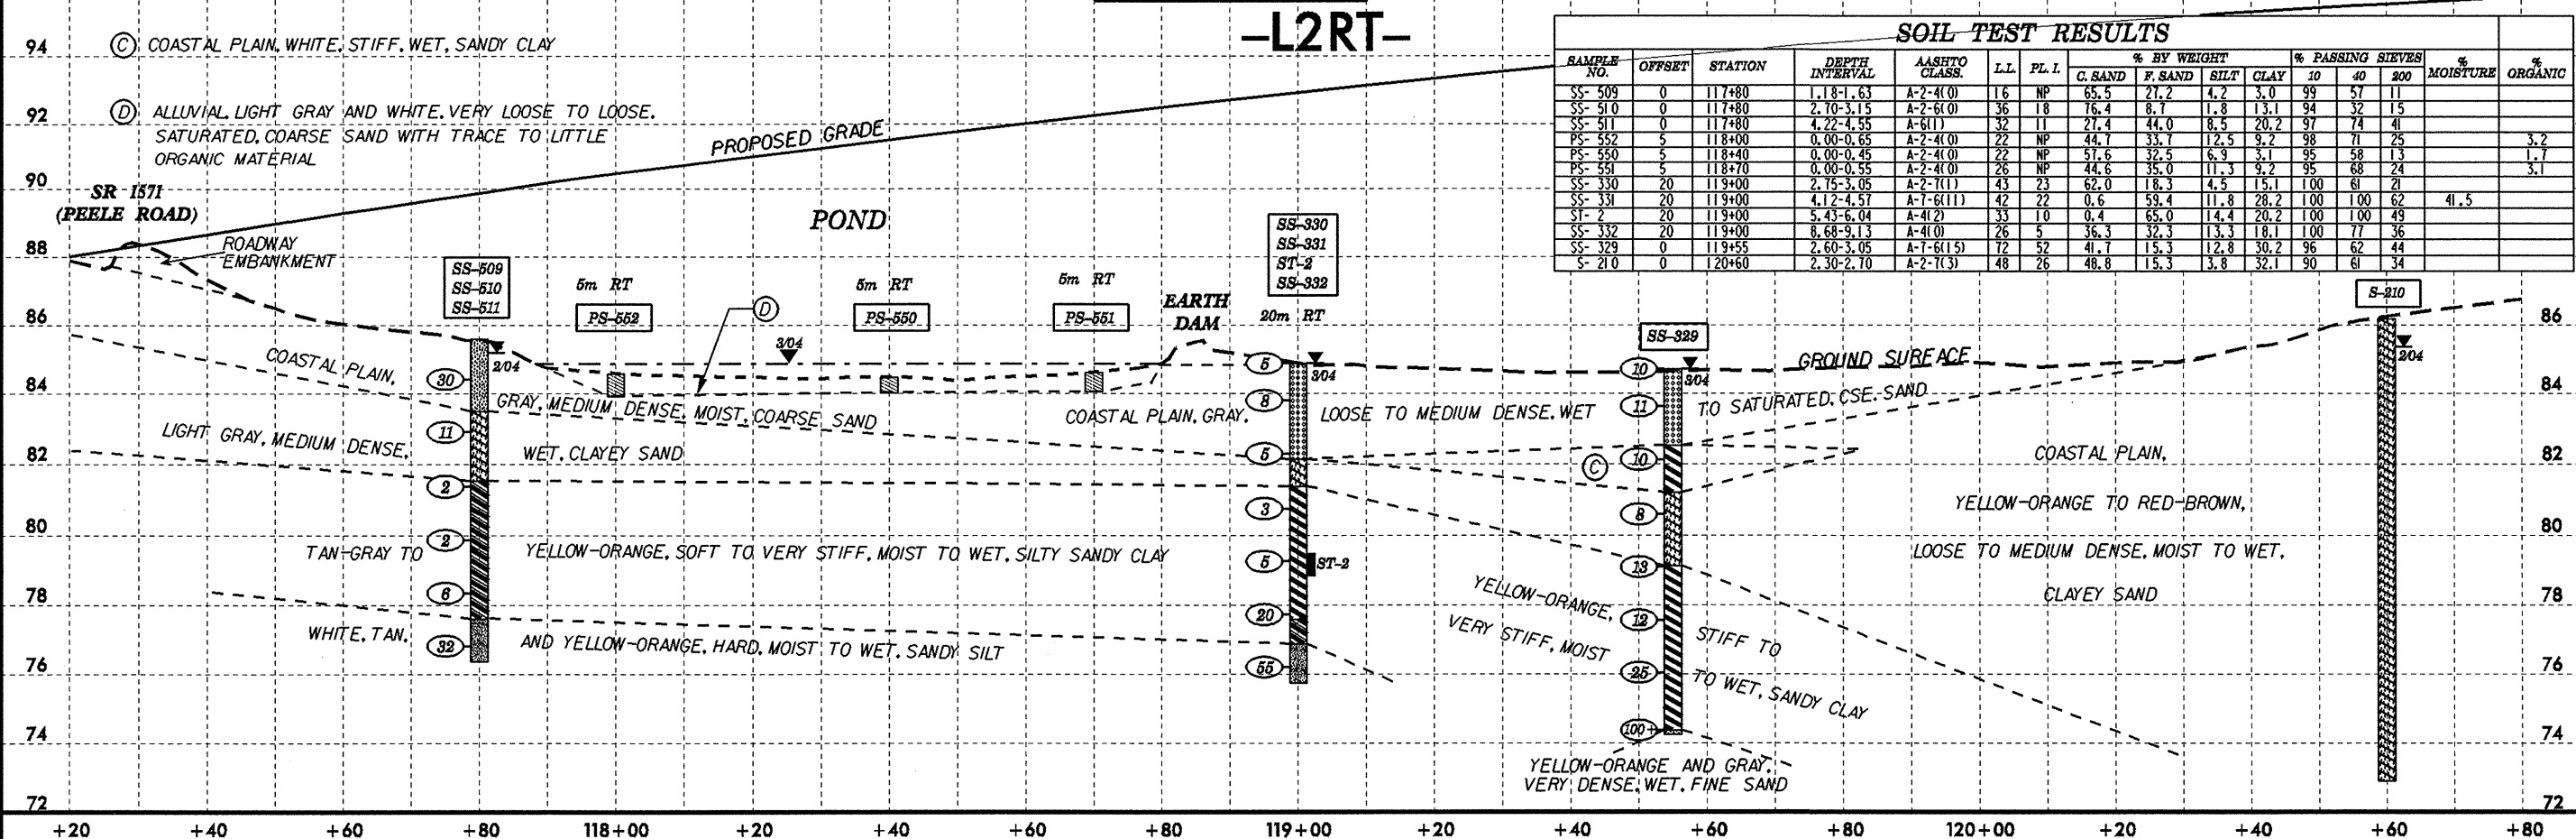 -L2RT-
94
Ⓒ COASTAL PLAIN, WHITE, STIFF, WET, SANDY CLAY
92
Ⓓ ALLUVIAL, LIGHT GRAY AND WHITE, VERY LOOSE TO LOOSE,
SATURATED, COARSE SAND WITH TRACE TO LITTLE
ORGANIC MATERIAL
PROPOSED GRADE
SOIL TEST RESULTS
SAMPLE NO. OFFSET STATION DEPTH INTERVAL AASHTO CLASS. L.L. PL. I. % BY WEIGHT C. SAND F. SAND SILT CLAY % PASSING SIEVES 10 40 200 % MOISTURE % ORGANIC
SS- 509 0 117+80 1.18-1.63 A-2-4(0) 16 NP 65.5 27.2 4.2 3.0 99 57 11
SS- 510 0 117+80 2.70-3.15 A-2-6(0) 36 18 76.4 8.7 1.8 13.1 94 32 15
SS- 511 0 117+80 4.22-4.55 A-6(1) 32 11 27.4 44.0 8.5 20.2 97 74 41
PS- 552 5 118+00 0.00-0.65 A-2-4(0) 22 NP 44.7 33.7 12.5 9.2 98 71 25 3.2
PS- 550 5 118+40 0.00-0.45 A-2-4(0) 22 NP 57.6 32.5 6.9 3.1 95 58 13 1.7
PS- 551 5 118+70 0.00-0.55 A-2-4(0) 26 NP 44.6 35.0 11.3 9.2 95 68 24 3.1
SS- 330 20 119+00 2.75-3.05 A-2-7(1) 43 23 62.0 18.3 4.5 15.1 100 61 21
SS- 331 20 119+00 4.12-4.57 A-7-6(11) 42 22 0.6 59.4 11.8 28.2 100 100 62 41.5
ST- 2 20 119+00 5.43-6.04 A-4(2) 33 10 0.4 65.0 14.4 20.2 100 100 49
SS- 332 20 119+00 8.68-9.13 A-4(0) 26 5 36.3 32.3 13.3 18.1 100 77 36
SS- 329 0 119+55 2.60-3.05 A-7-6(15) 72 52 41.7 15.3 12.8 30.2 96 62 44
S- 210 0 120+60 2.30-2.70 A-2-7(3) 48 26 48.8 15.3 3.8 32.1 90 61 34
90
SR 1571
(PEELE ROAD)
POND
88
ROADWAY
EMBANKMENT
SS-509
SS-510
SS-511
5m RT
PS-552
Ⓓ
5m RT
PS-550
5m RT
PS-551
EARTH
DAM
SS-330
SS-331
ST-2
SS-332
20m RT
SS-329
S-210
86 86
2/04
3/04
3/04
3/04
2/04
5
10
GROUND SURFACE
COASTAL PLAIN,
30
84 84
GRAY, MEDIUM DENSE, MOIST, COARSE SAND
COASTAL PLAIN, GRAY,
8
LOOSE TO MEDIUM DENSE, WET
11
TO SATURATED, CSE. SAND
LIGHT GRAY, MEDIUM DENSE,
11
WET, CLAYEY SAND
5
Ⓒ
10
COASTAL PLAIN,
82 82
2
3
8
YELLOW-ORANGE TO RED-BROWN,
80 80
TAN-GRAY TO
2
YELLOW-ORANGE, SOFT TO VERY STIFF, MOIST TO WET, SILTY SANDY CLAY
5
ST-2
13
LOOSE TO MEDIUM DENSE, MOIST TO WET,
78 78
6
20
YELLOW-ORANGE,
12
STIFF TO
CLAYEY SAND
WHITE, TAN,
32
AND YELLOW-ORANGE, HARD, MOIST TO WET, SANDY SILT
55
VERY STIFF, MOIST
25
TO WET, SANDY CLAY
76 76
74 74
100+
YELLOW-ORANGE AND GRAY,
VERY DENSE, WET, FINE SAND
72 72
+20 +40 +60 +80 118+00 +20 +40 +60 +80 119+00 +20 +40 +60 +80 120+00 +20 +40 +60 +80